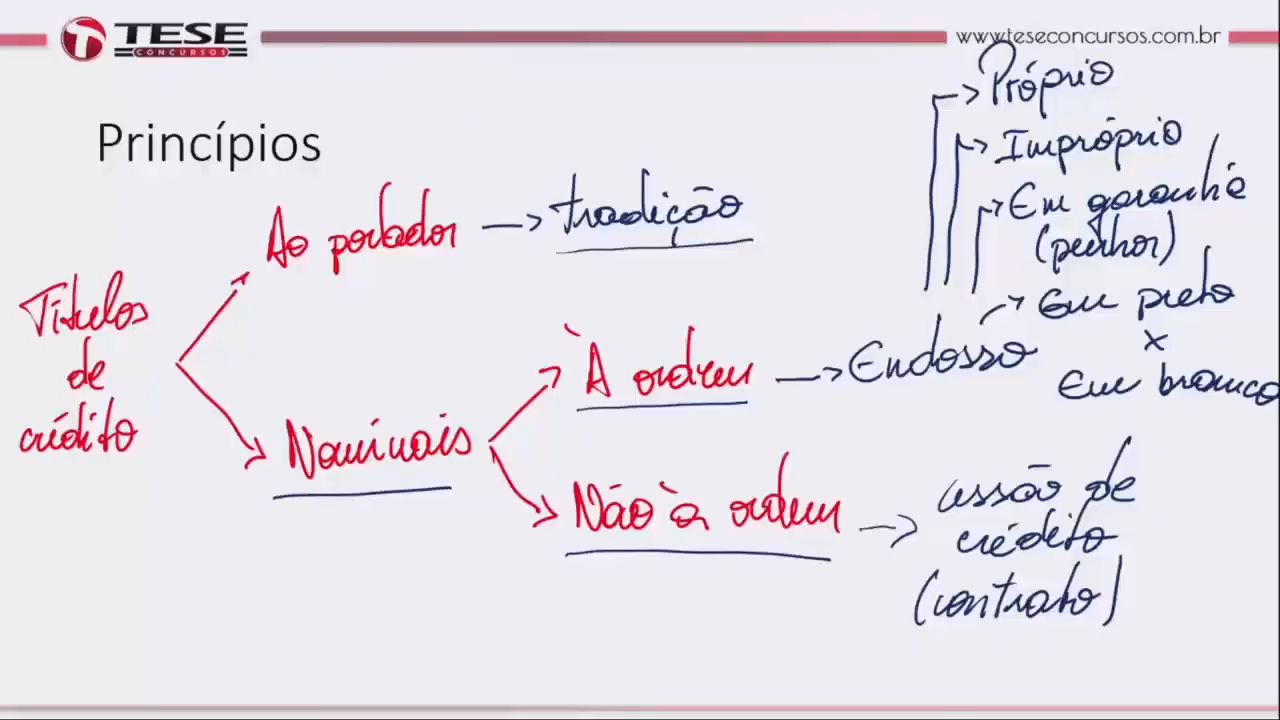 TESE
CONCURSOS
www.teseconcursos.com.br
Princípios
Títulos
de
crédito
Ao portador
tradição
Nominais
À ordem
Endosso
Próprio
Impróprio
Em garantia
(penhor)
Em preto
x
Em branco
Não à ordem
cessão de
crédito
(contrato)